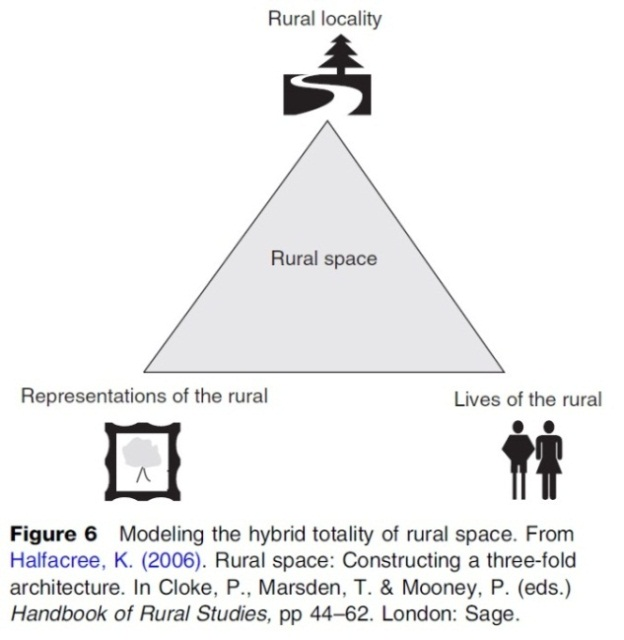 Rural locality
Rural space
Representations of the rural
Lives of the rural
Figure 6 Modeling the hybrid totality of rural space. From
Halfacree, K. (2006). Rural space: Constructing a three-fold
architecture. In Cloke, P., Marsden, T. & Mooney, P. (eds.)
Handbook of Rural Studies, pp 44–62. London: Sage.